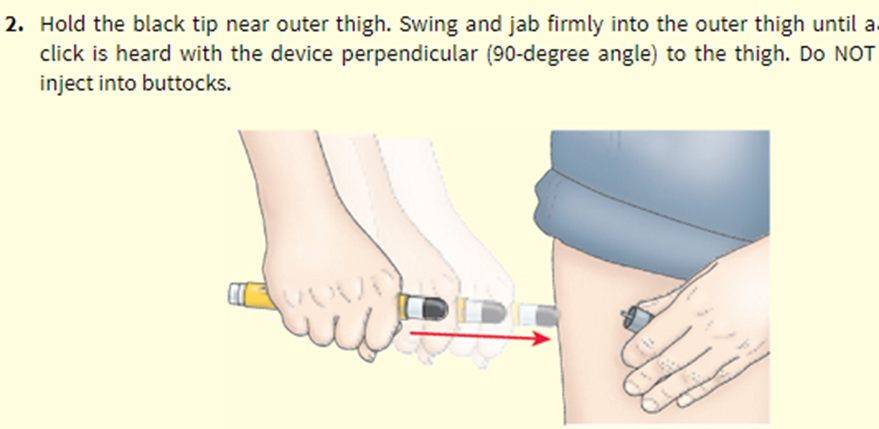 2. Hold the black tip near outer thigh. Swing and jab firmly into the outer thigh until a
click is heard with the device perpendicular (90-degree angle) to the thigh. Do NOT
inject into buttocks.